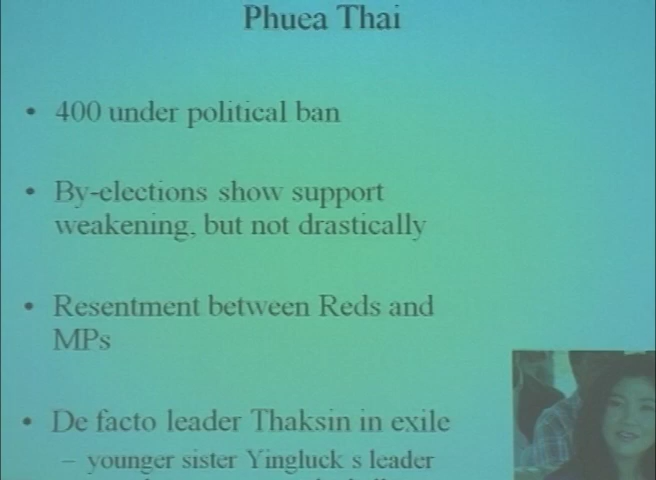 Phuea Thai
• 400 under political ban
• By-elections show support
weakening, but not drastically
• Resentment between Reds and
MPs
• De facto leader Thaksin in exile
– younger sister Yingluck s leader